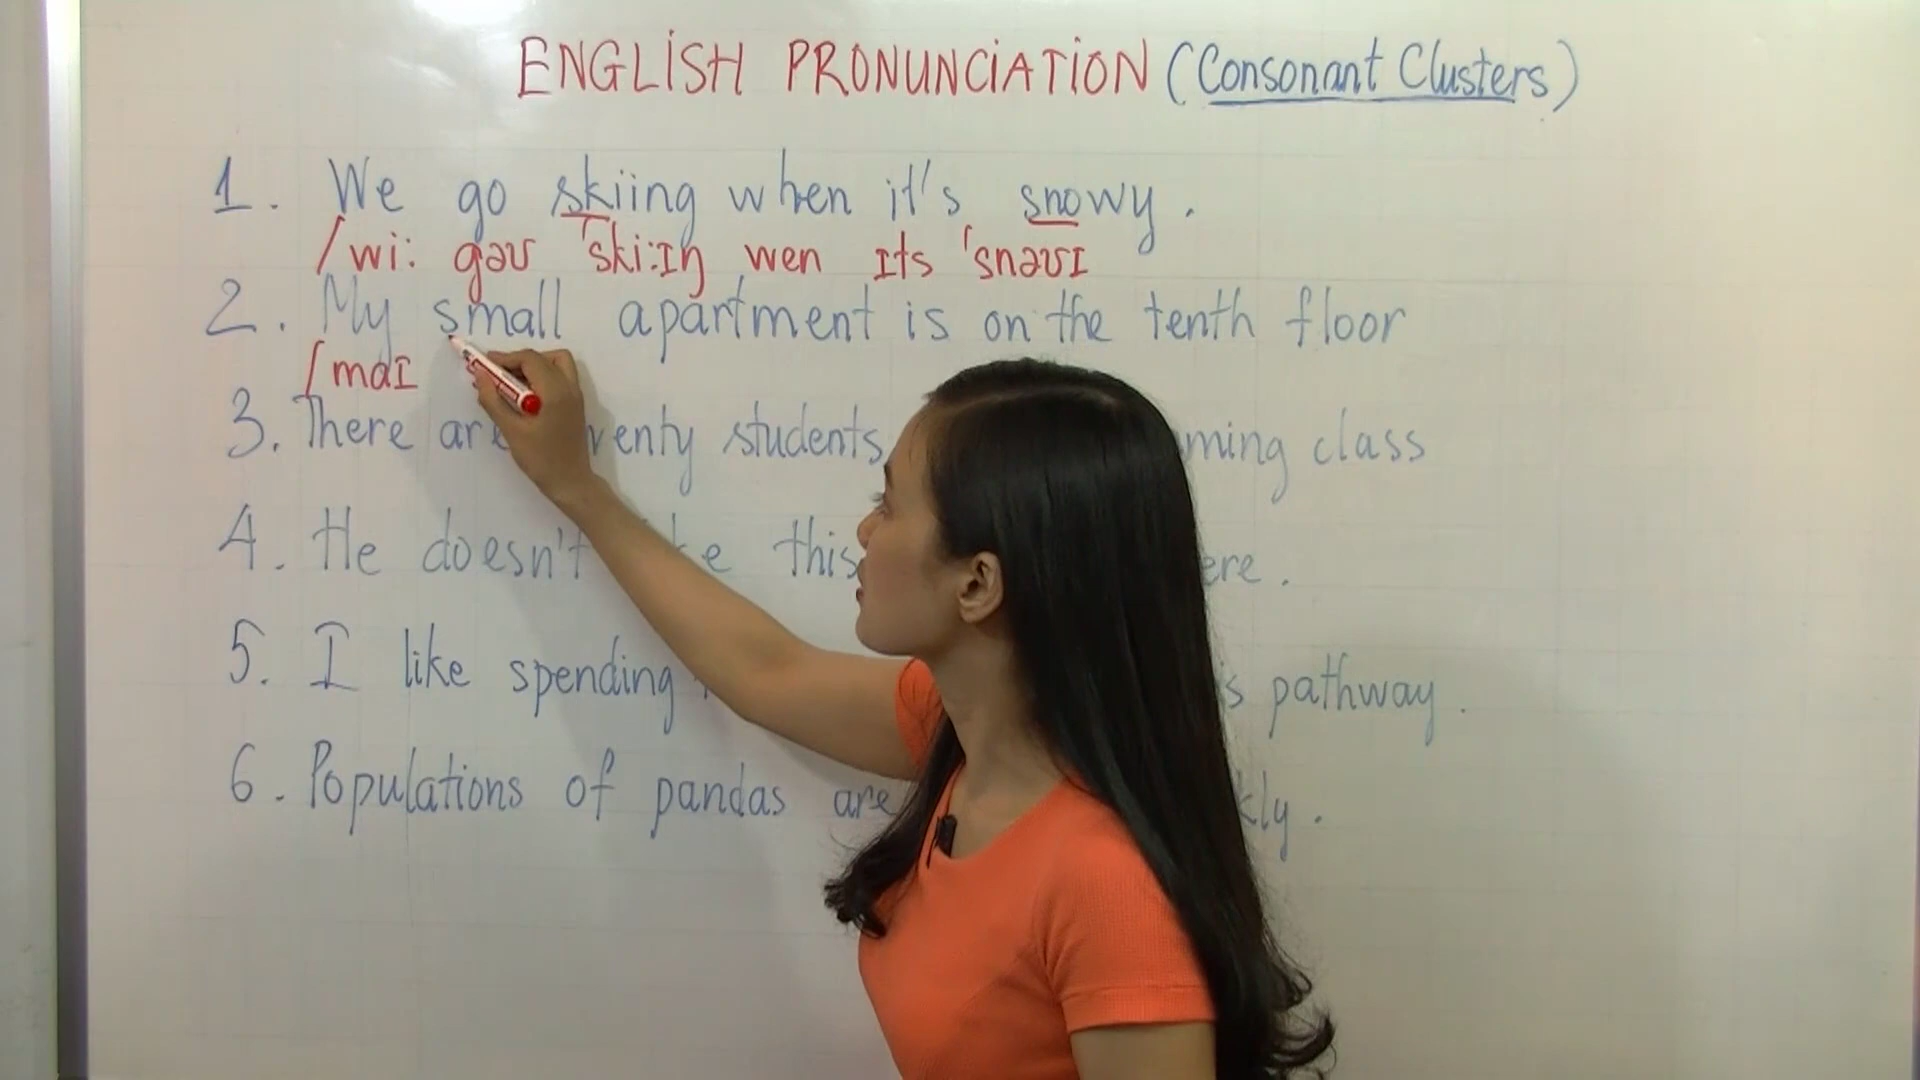 ENGLISH PRONUNCIATION (Consonant Clusters)
1. We go skiing when it's snowy.
/wi: gəʊ 'ski:ɪŋ wen ɪts 'snəʊɪ
2. My small apartment is on the tenth floor
/maɪ
3. There are students class
4. He doesn't this
5. I like spending pathway.
6. Populations of pandas are